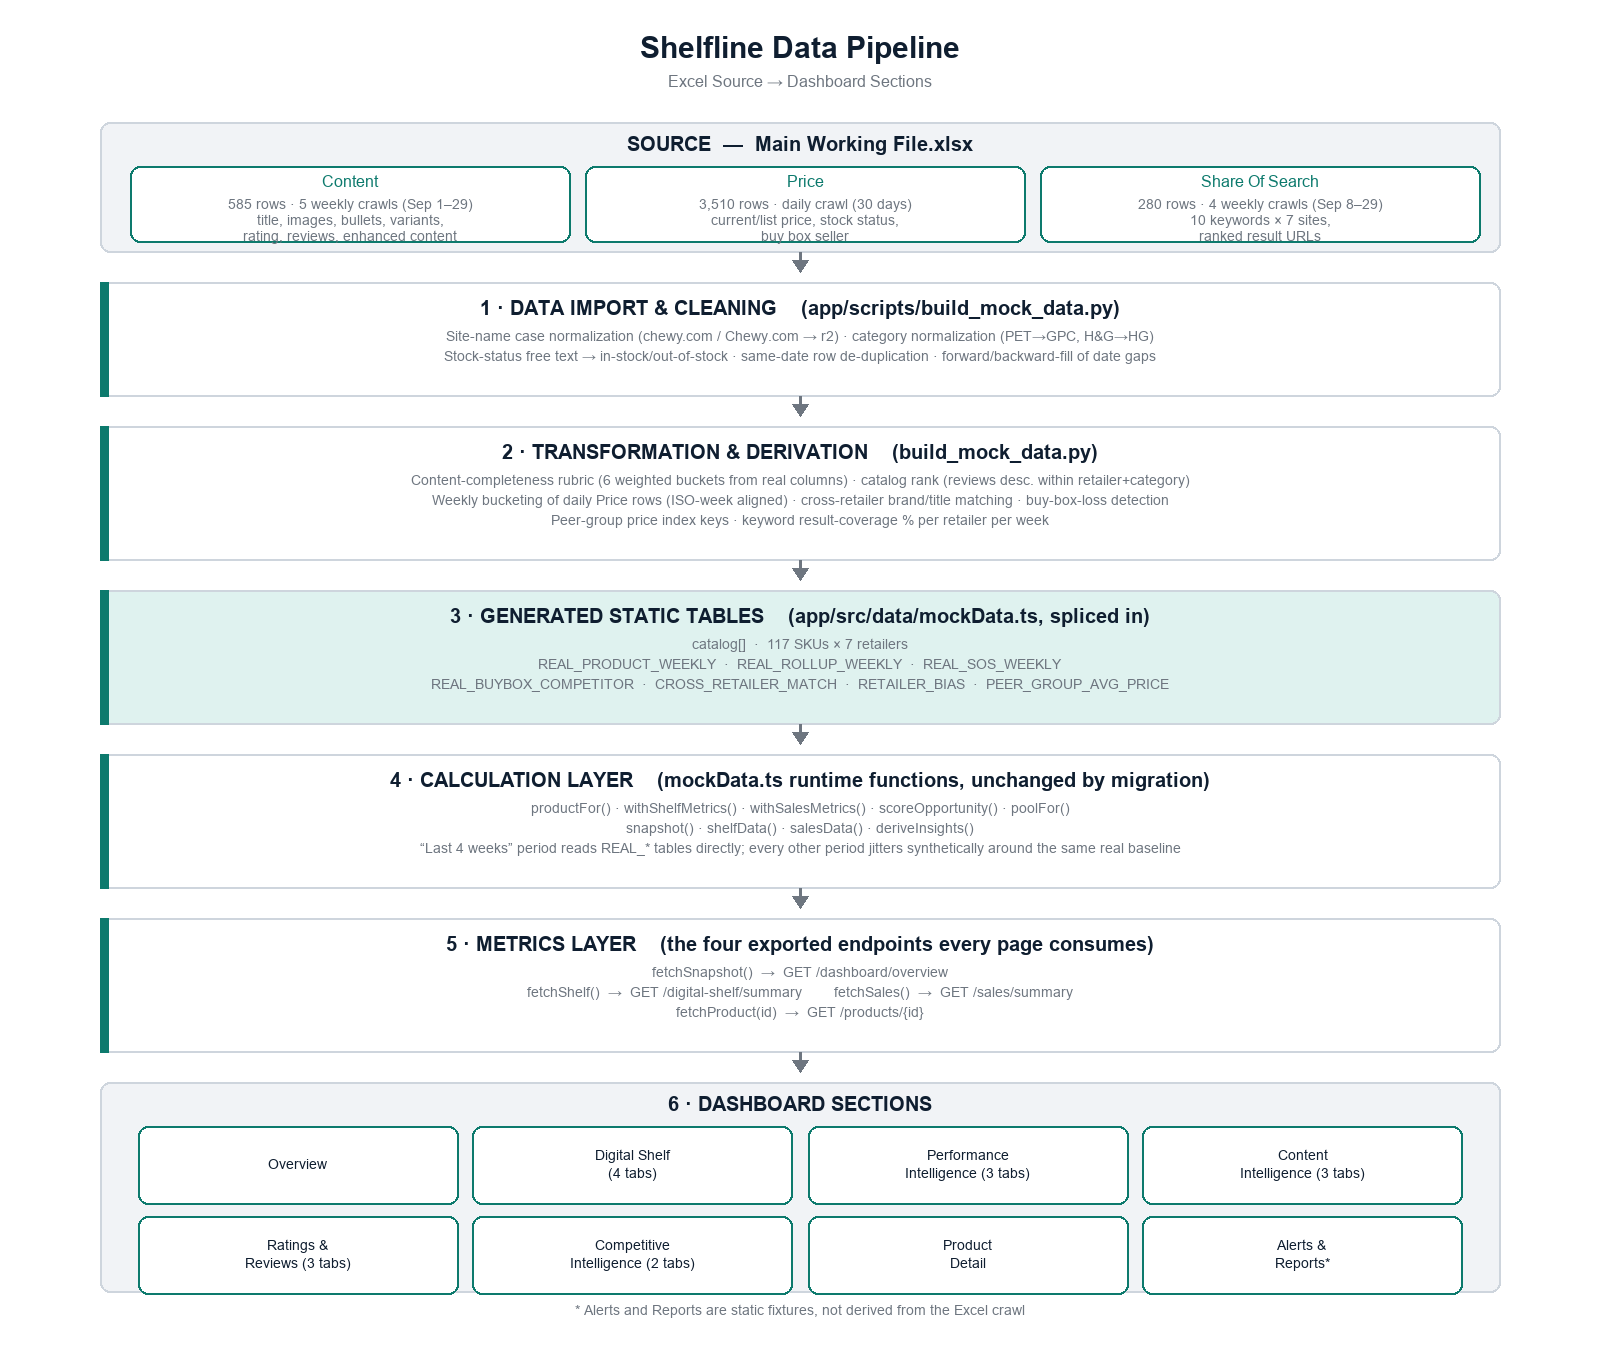 Shelfline Data Pipeline
Excel Source → Dashboard Sections
SOURCE — Main Working File.xlsx
Content
585 rows · 5 weekly crawls (Sep 1–29)
title, images, bullets, variants,
rating, reviews, enhanced content
Price
3,510 rows · daily crawl (30 days)
current/list price, stock status,
buy box seller
Share Of Search
280 rows · 4 weekly crawls (Sep 8–29)
10 keywords × 7 sites,
ranked result URLs
1 · DATA IMPORT & CLEANING (app/scripts/build_mock_data.py)
Site-name case normalization (chewy.com / Chewy.com → r2) · category normalization (PET→GPC, H&G→HG)
Stock-status free text → in-stock/out-of-stock · same-date row de-duplication · forward/backward-fill of date gaps
2 · TRANSFORMATION & DERIVATION (build_mock_data.py)
Content-completeness rubric (6 weighted buckets from real columns) · catalog rank (reviews desc. within retailer+category)
Weekly bucketing of daily Price rows (ISO-week aligned) · cross-retailer brand/title matching · buy-box-loss detection
Peer-group price index keys · keyword result-coverage % per retailer per week
3 · GENERATED STATIC TABLES (app/src/data/mockData.ts, spliced in)
catalog[] · 117 SKUs × 7 retailers
REAL_PRODUCT_WEEKLY · REAL_ROLLUP_WEEKLY · REAL_SOS_WEEKLY
REAL_BUYBOX_COMPETITOR · CROSS_RETAILER_MATCH · RETAILER_BIAS · PEER_GROUP_AVG_PRICE
4 · CALCULATION LAYER (mockData.ts runtime functions, unchanged by migration)
productFor() · withShelfMetrics() · withSalesMetrics() · scoreOpportunity() · poolFor()
snapshot() · shelfData() · salesData() · deriveInsights()
“Last 4 weeks” period reads REAL_* tables directly; every other period jitters synthetically around the same real baseline
5 · METRICS LAYER (the four exported endpoints every page consumes)
fetchSnapshot() → GET /dashboard/overview
fetchShelf() → GET /digital-shelf/summary fetchSales() → GET /sales/summary
fetchProduct(id) → GET /products/{id}
6 · DASHBOARD SECTIONS
Overview
Digital Shelf
(4 tabs)
Performance
Intelligence (3 tabs)
Content
Intelligence (3 tabs)
Ratings &
Reviews (3 tabs)
Competitive
Intelligence (2 tabs)
Product
Detail
Alerts &
Reports*
* Alerts and Reports are static fixtures, not derived from the Excel crawl